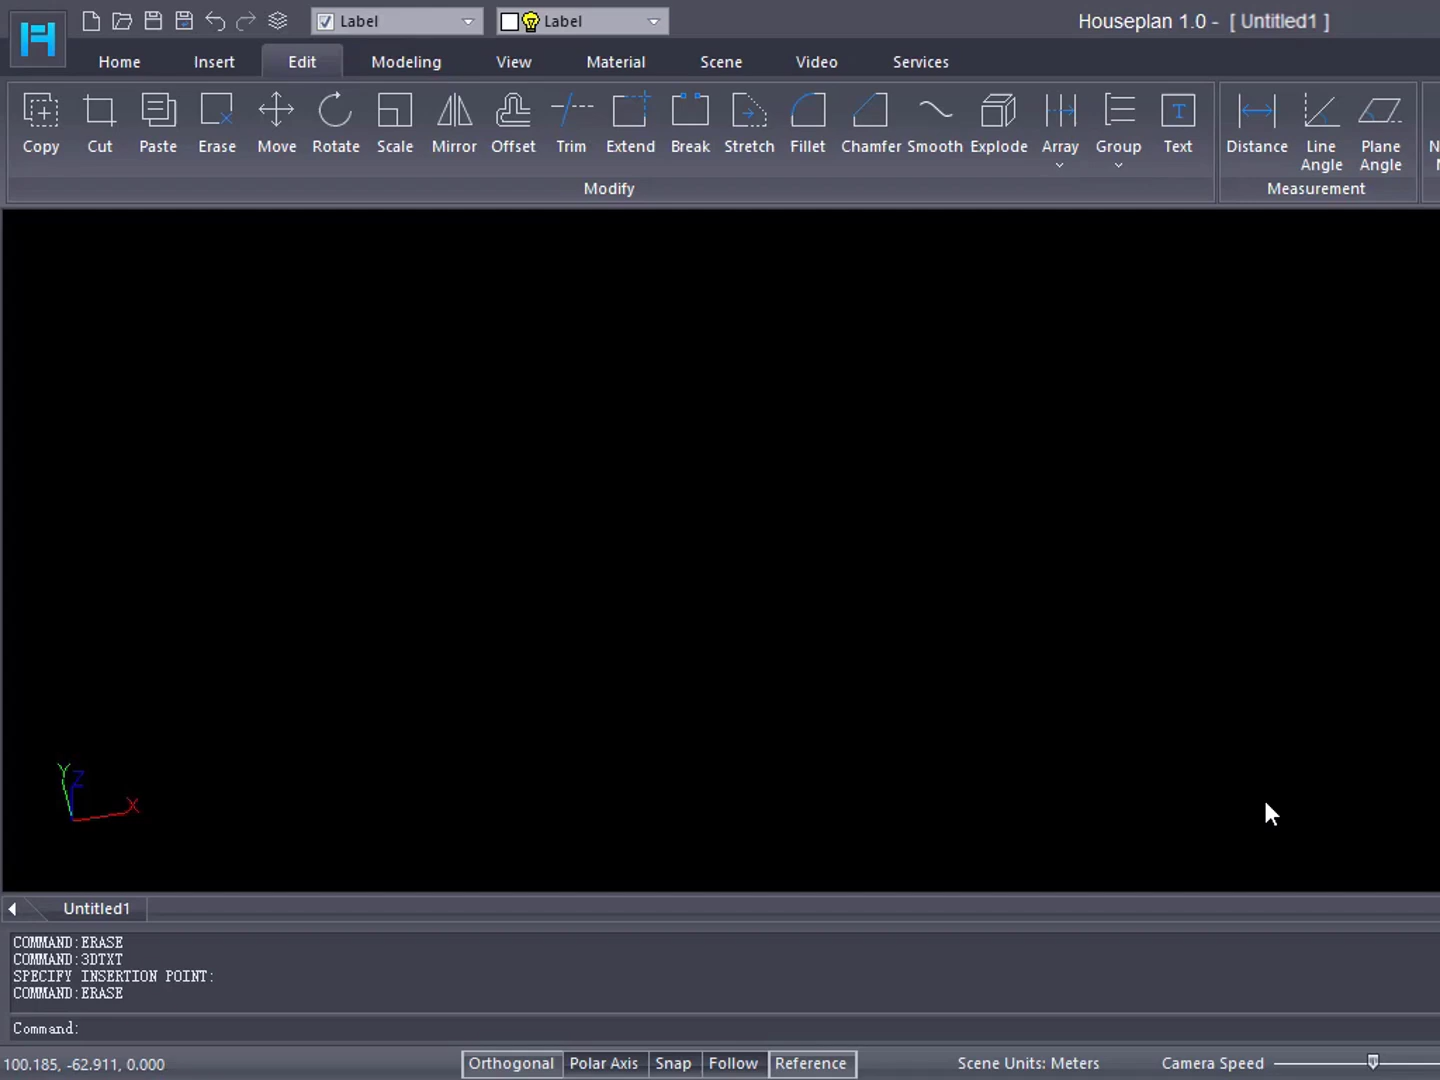 Label
Label
Houseplan 1.0 - [ Untitled1 ]
Home Insert Edit Modeling View Material Scene Video Services
Copy Cut Paste Erase Move Rotate Scale Mirror Offset Trim Extend Break Stretch Fillet Chamfer Smooth Explode Array Group Text
Modify
Distance Line Angle Plane Angle
Measurement
Y Z X
Untitled1
COMMAND:ERASE
COMMAND:3DTXT
SPECIFY INSERTION POINT:
COMMAND:ERASE
Command:
100.185, -62.911, 0.000 Orthogonal Polar Axis Snap Follow Reference Scene Units: Meters Camera Speed